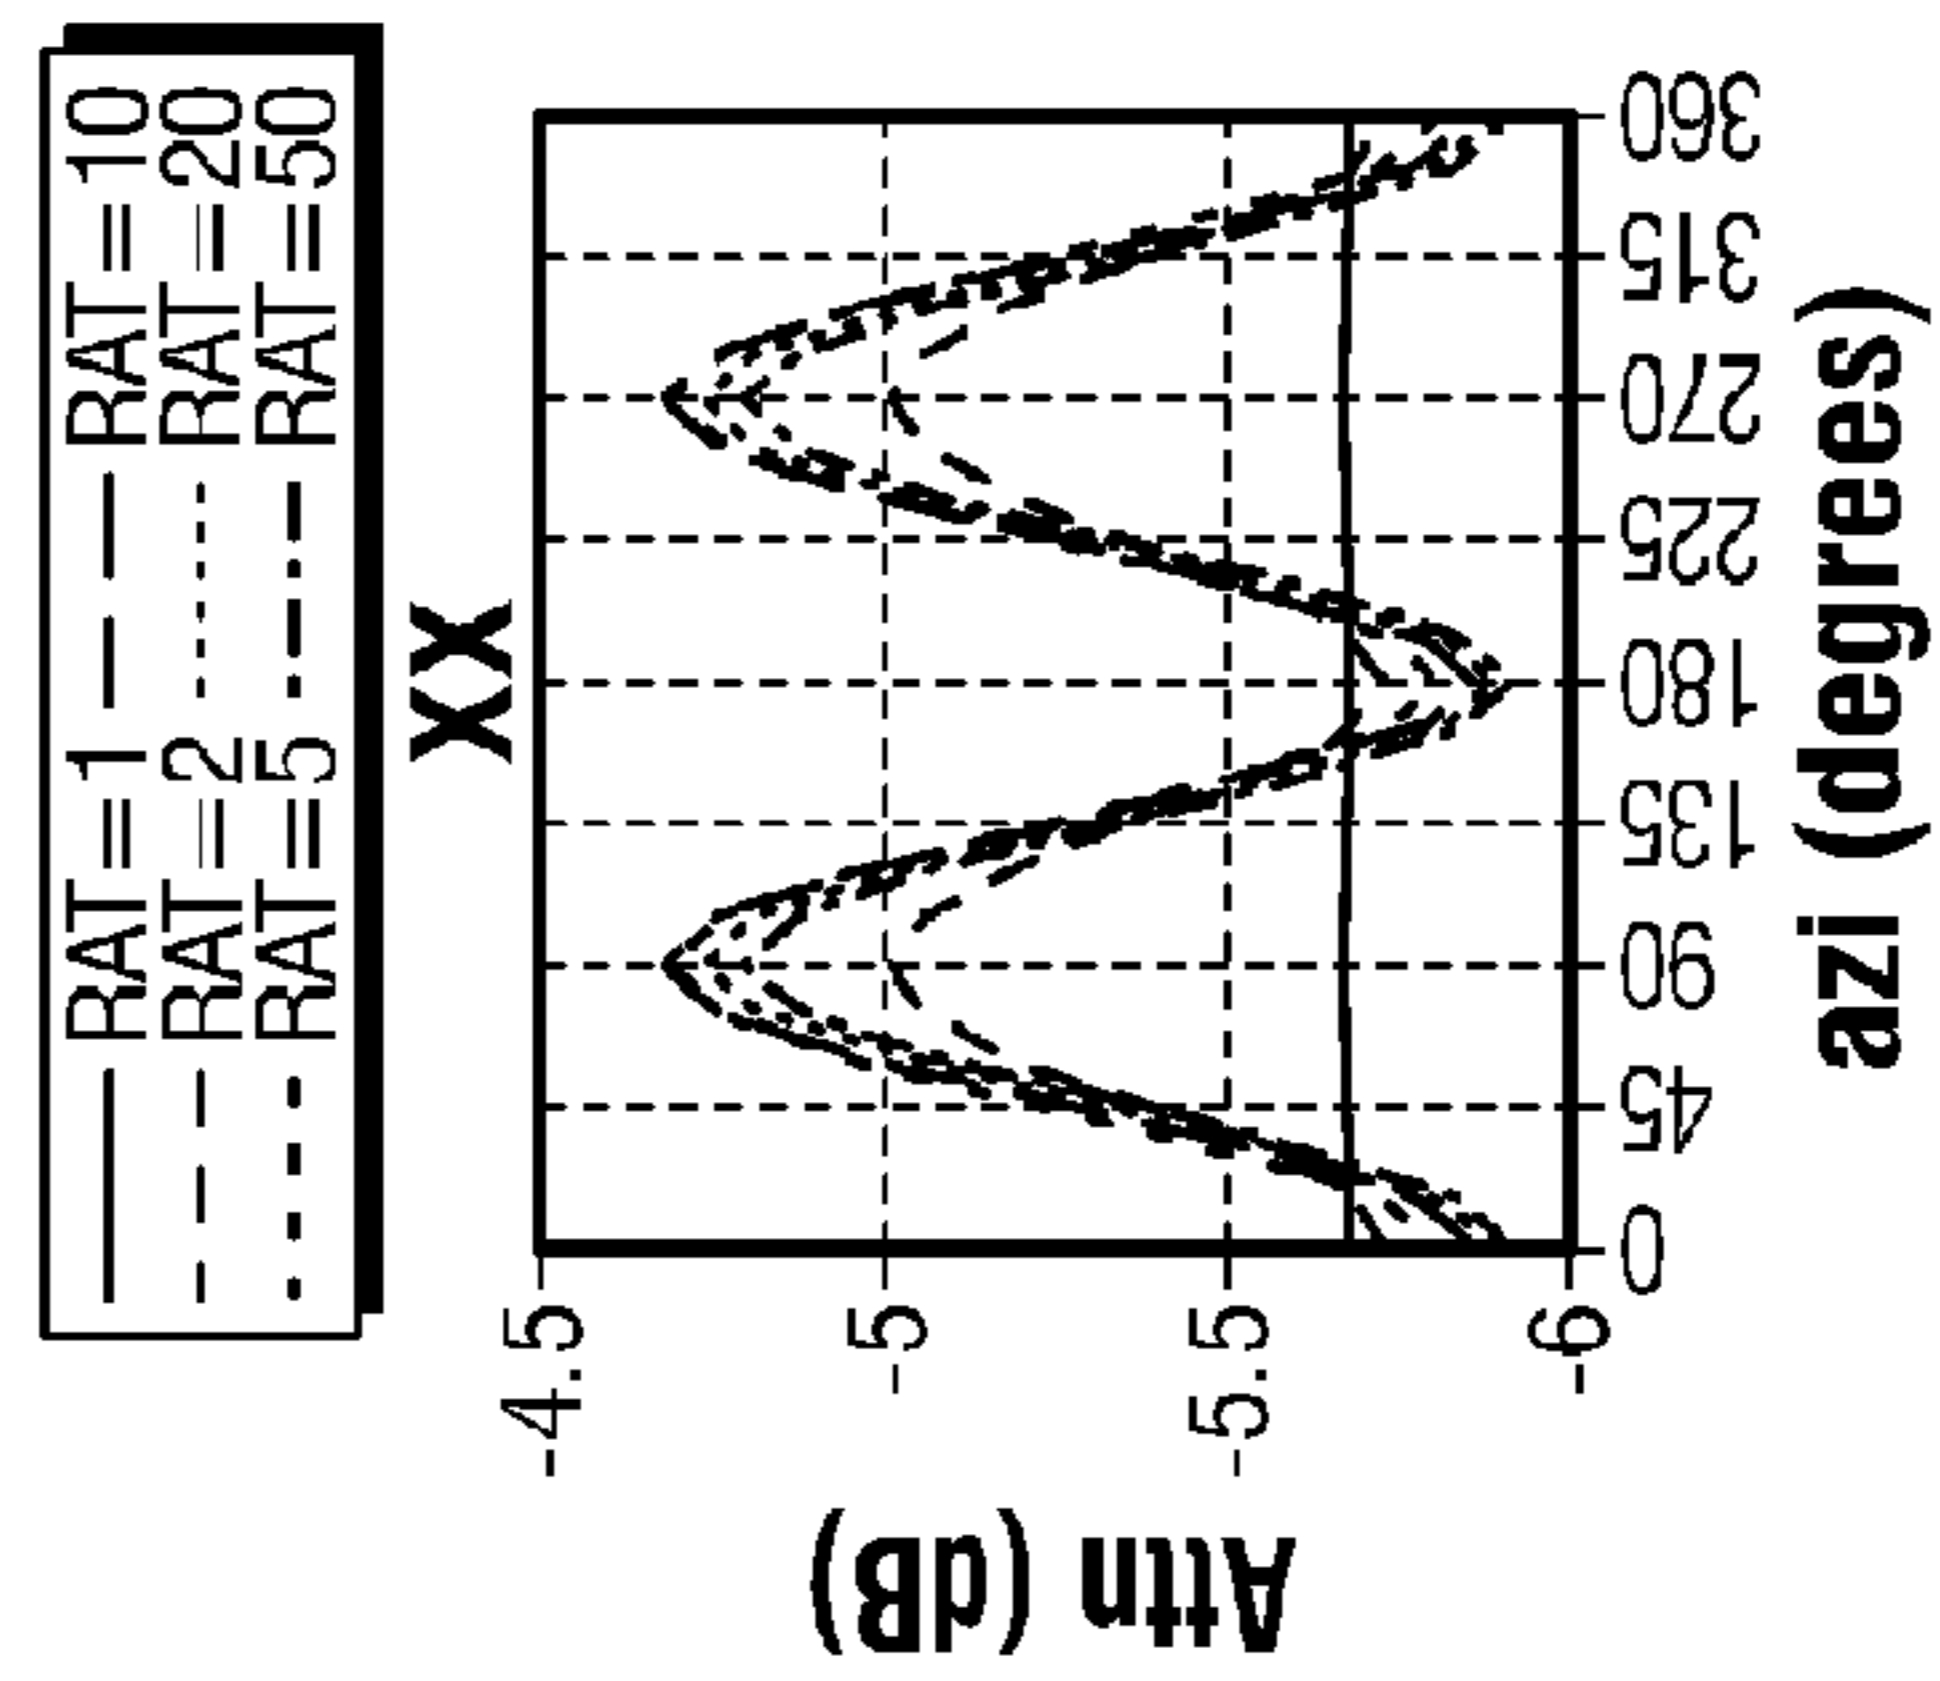 RAT=1 RAT=10
RAT=2 RAT=20
RAT=5 RAT=50
XX
-4.5
-5
-5.5
-6
Attn (dB)
0 45 90 135 180 225 270 315 360
azi (degrees)